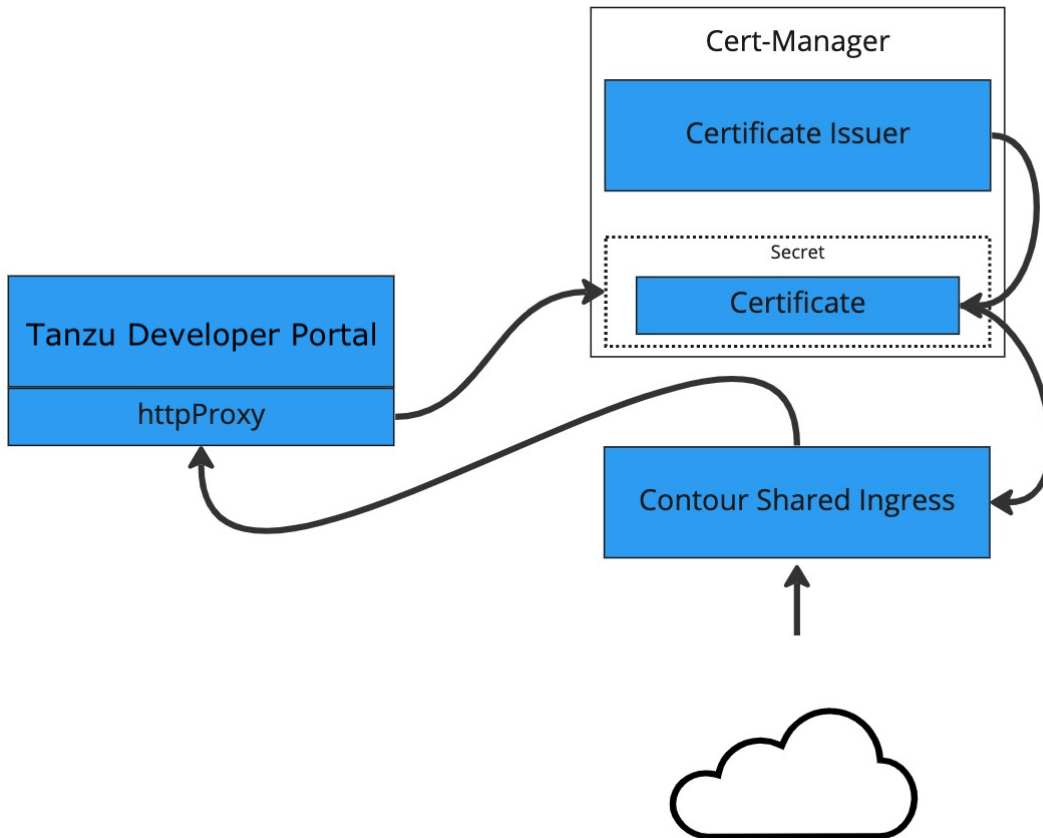 Cert-Manager
Certificate Issuer
Secret
Certificate
Tanzu Developer Portal
httpProxy
Contour Shared Ingress